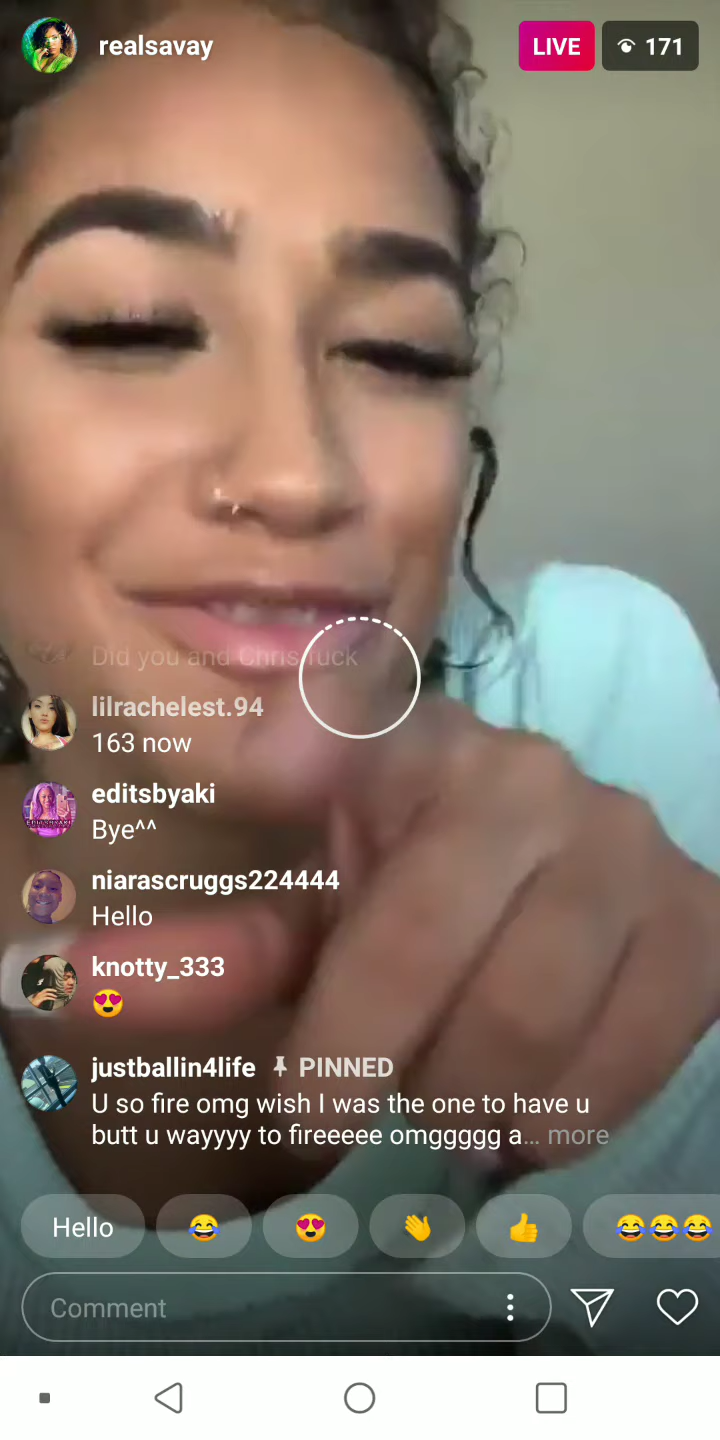 realsavay
LIVE
171
Did you and Chris fuck
lilrachelest.94
163 now
editsbyaki
Bye^^
niarascruggs224444
Hello
knotty_333
😍
justballin4life PINNED
U so fire omg wish I was the one to have u
butt u wayyyy to fireeeee omggggg a… more
Hello 😂 😍 👋 👍 😂😂😂
Comment